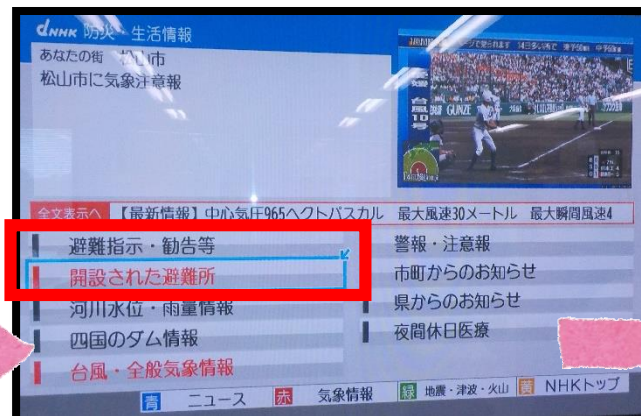 dNHK 防災・生活情報
あなたの街 松山市
松山市に気象注意報
愛媛 台風10号
GUNZE
全文表示へ 【最新情報】中心気圧965ヘクトパスカル 最大風速30メートル 最大瞬間風速4
避難指示・勧告等 警報・注意報
開設された避難所 市町からのお知らせ
河川水位・雨量情報 県からのお知らせ
四国のダム情報 夜間休日医療
台風・全般気象情報
青 ニュース 赤 気象情報 緑 地震・津波・火山 黄 NHKトップ